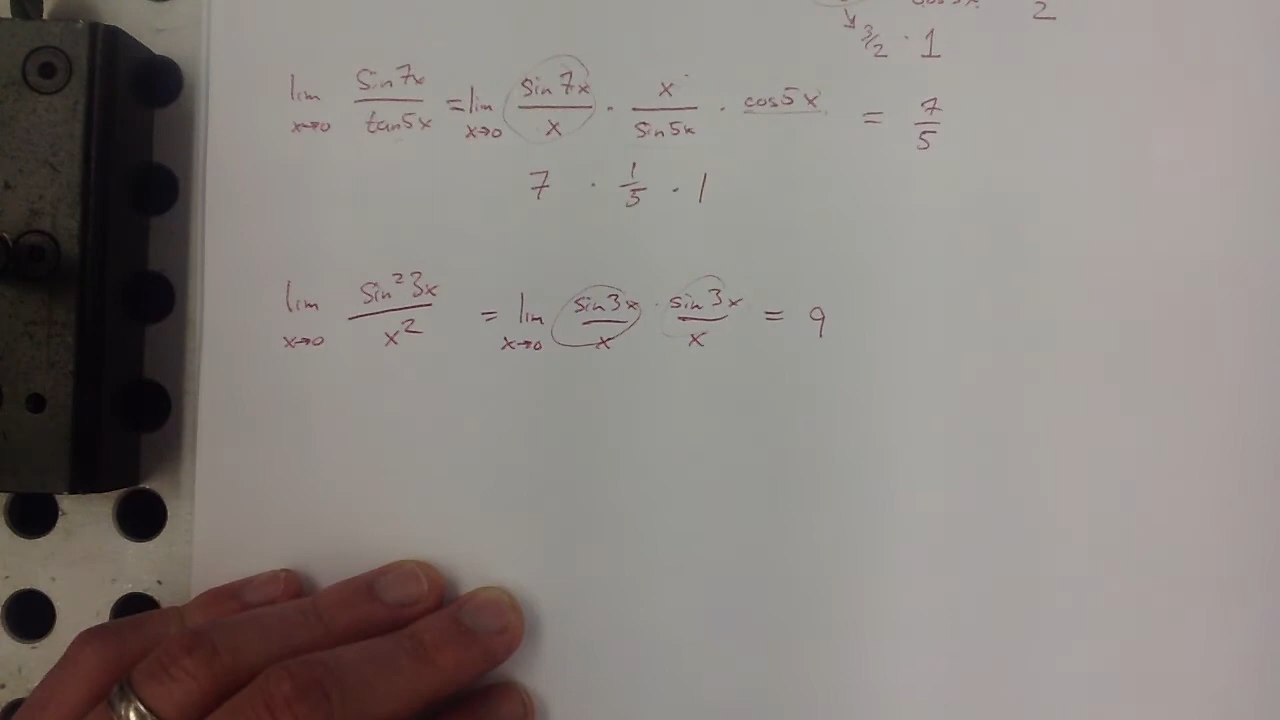 3/2 · 1 2
lim x→0 sin7x/tan5x = lim x→0 sin7x/x · x/sin5x · cos5x = 7/5
7 · 1/5 · 1
lim x→0 sin²3x/x² = lim x→0 sin3x/x · sin3x/x = 9